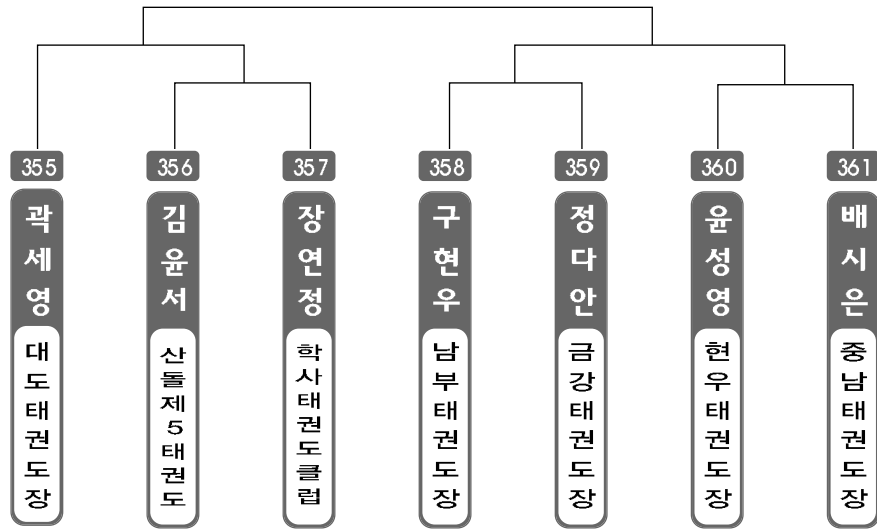 355
곽세영
대도태권도장
356
김윤서
산돌제5태권도
357
장연정
학사태권도클럽
358
구현우
남부태권도장
359
정다안
금강태권도장
360
윤성영
현우태권도장
361
배시은
중남태권도장